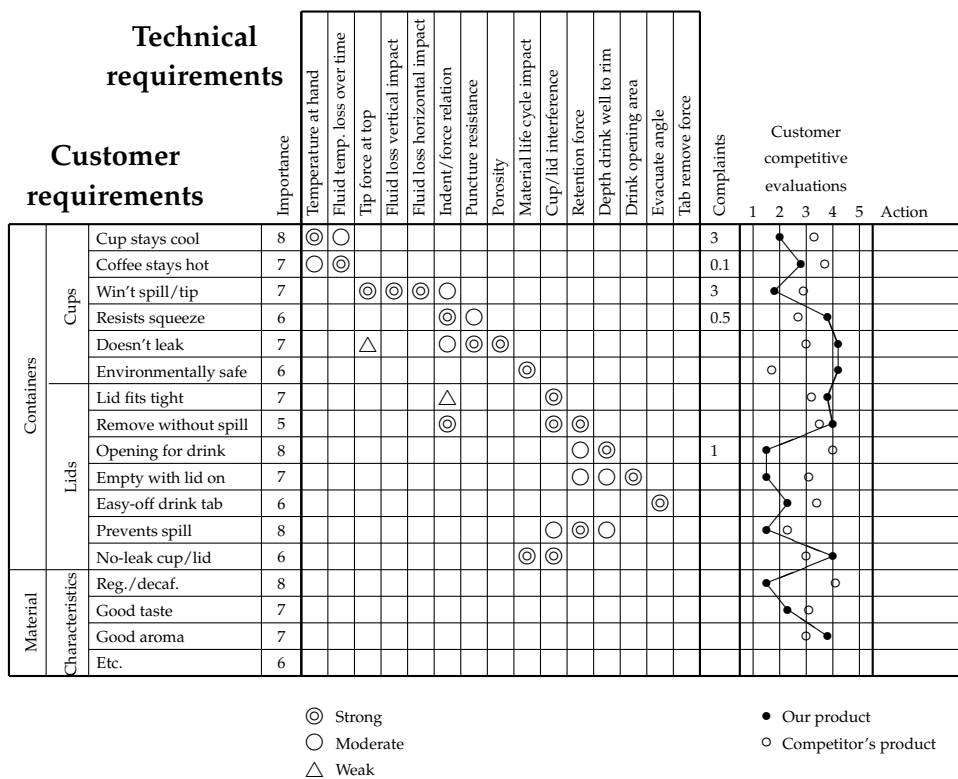 Technical
requirements
Customer
requirements
Importance
Temperature at hand
Fluid temp. loss over time
Tip force at top
Fluid loss vertical impact
Fluid loss horizontal impact
Indent/force relation
Puncture resistance
Porosity
Material life cycle impact
Cup/lid interference
Retention force
Depth drink well to rim
Drink opening area
Evacuate angle
Tab remove force
Complaints
Customer
competitive
evaluations
1 2 3 4 5 Action
Containers
Cups
Cup stays cool 8 3
Coffee stays hot 7 0.1
Win't spill/tip 7 3
Resists squeeze 6 0.5
Doesn't leak 7
Environmentally safe 6
Lids
Lid fits tight 7
Remove without spill 5
Opening for drink 8 1
Empty with lid on 7
Easy-off drink tab 6
Prevents spill 8
No-leak cup/lid 6
Material
Characteristics
Reg./decaf. 8
Good taste 7
Good aroma 7
Etc. 6
Strong
Moderate
Weak
Our product
Competitor's product